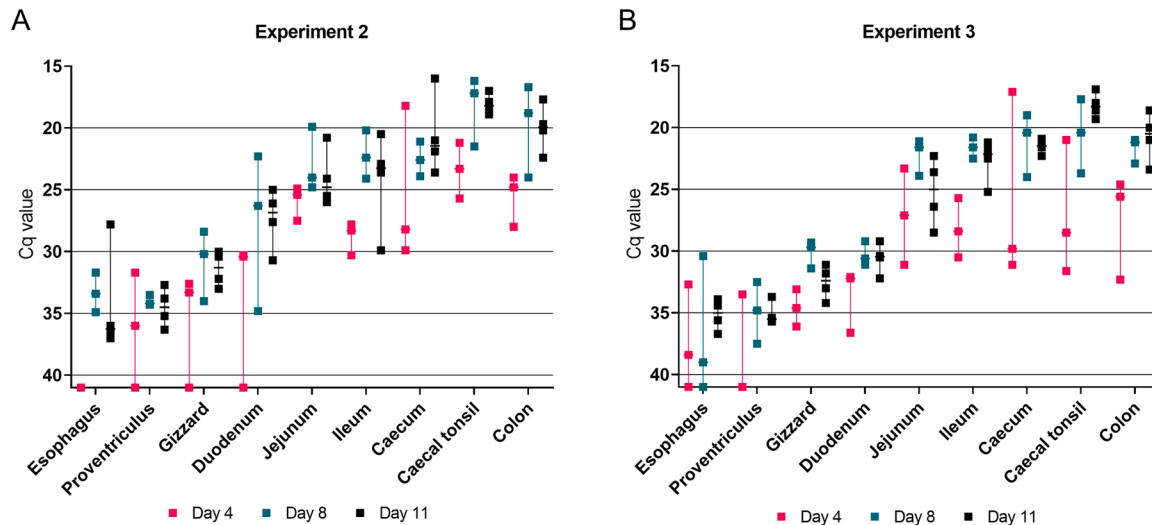 A
Experiment 2
Cq value
15
20
25
30
35
40
Esophagus
Proventriculus
Gizzard
Duodenum
Jejunum
Ileum
Caecum
Caecal tonsil
Colon
Day 4 Day 8 Day 11
B
Experiment 3
Cq value
15
20
25
30
35
40
Esophagus
Proventriculus
Gizzard
Duodenum
Jejunum
Ileum
Caecum
Caecal tonsil
Colon
Day 4 Day 8 Day 11